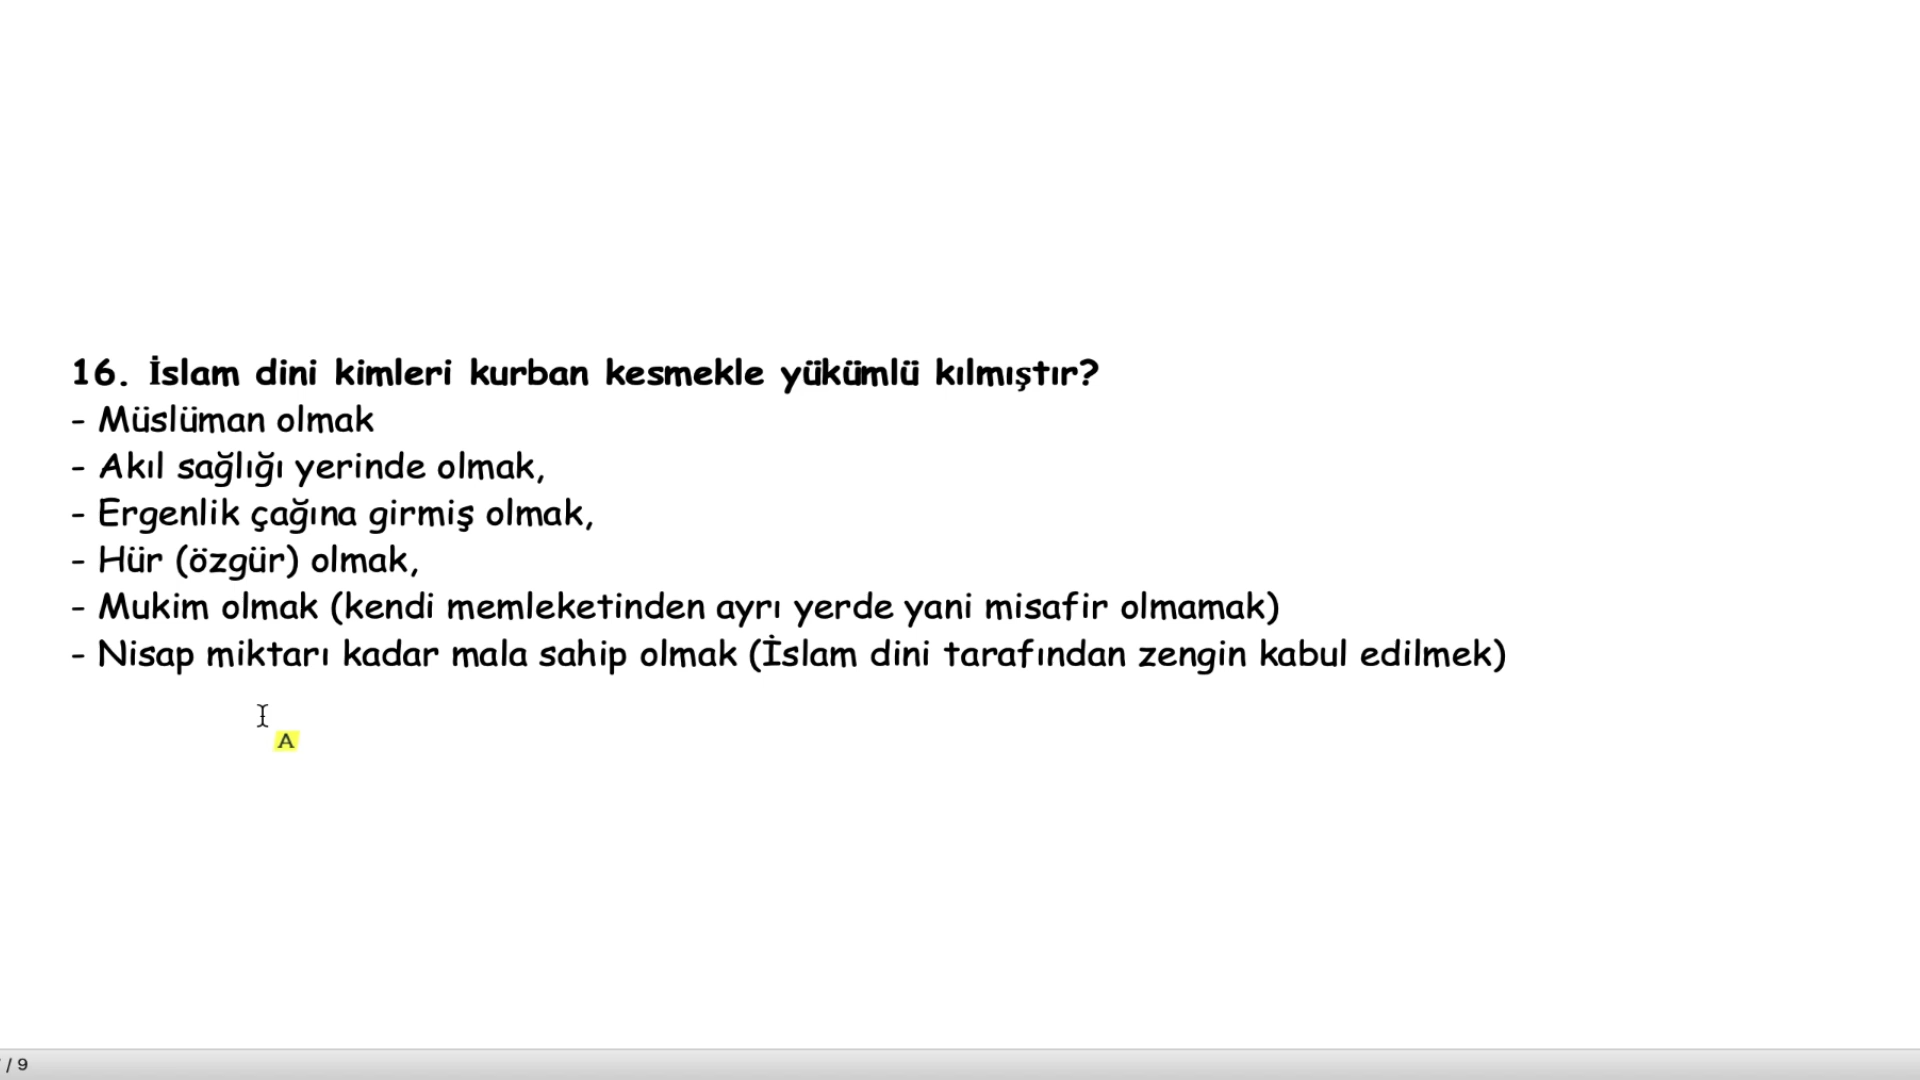 16. İslam dini kimleri kurban kesmekle yükümlü kılmıştır?
- Müslüman olmak
- Akıl sağlığı yerinde olmak,
- Ergenlik çağına girmiş olmak,
- Hür (özgür) olmak,
- Mukim olmak (kendi memleketinden ayrı yerde yani misafir olmamak)
- Nisap miktarı kadar mala sahip olmak (İslam dini tarafından zengin kabul edilmek)
A
/ 9